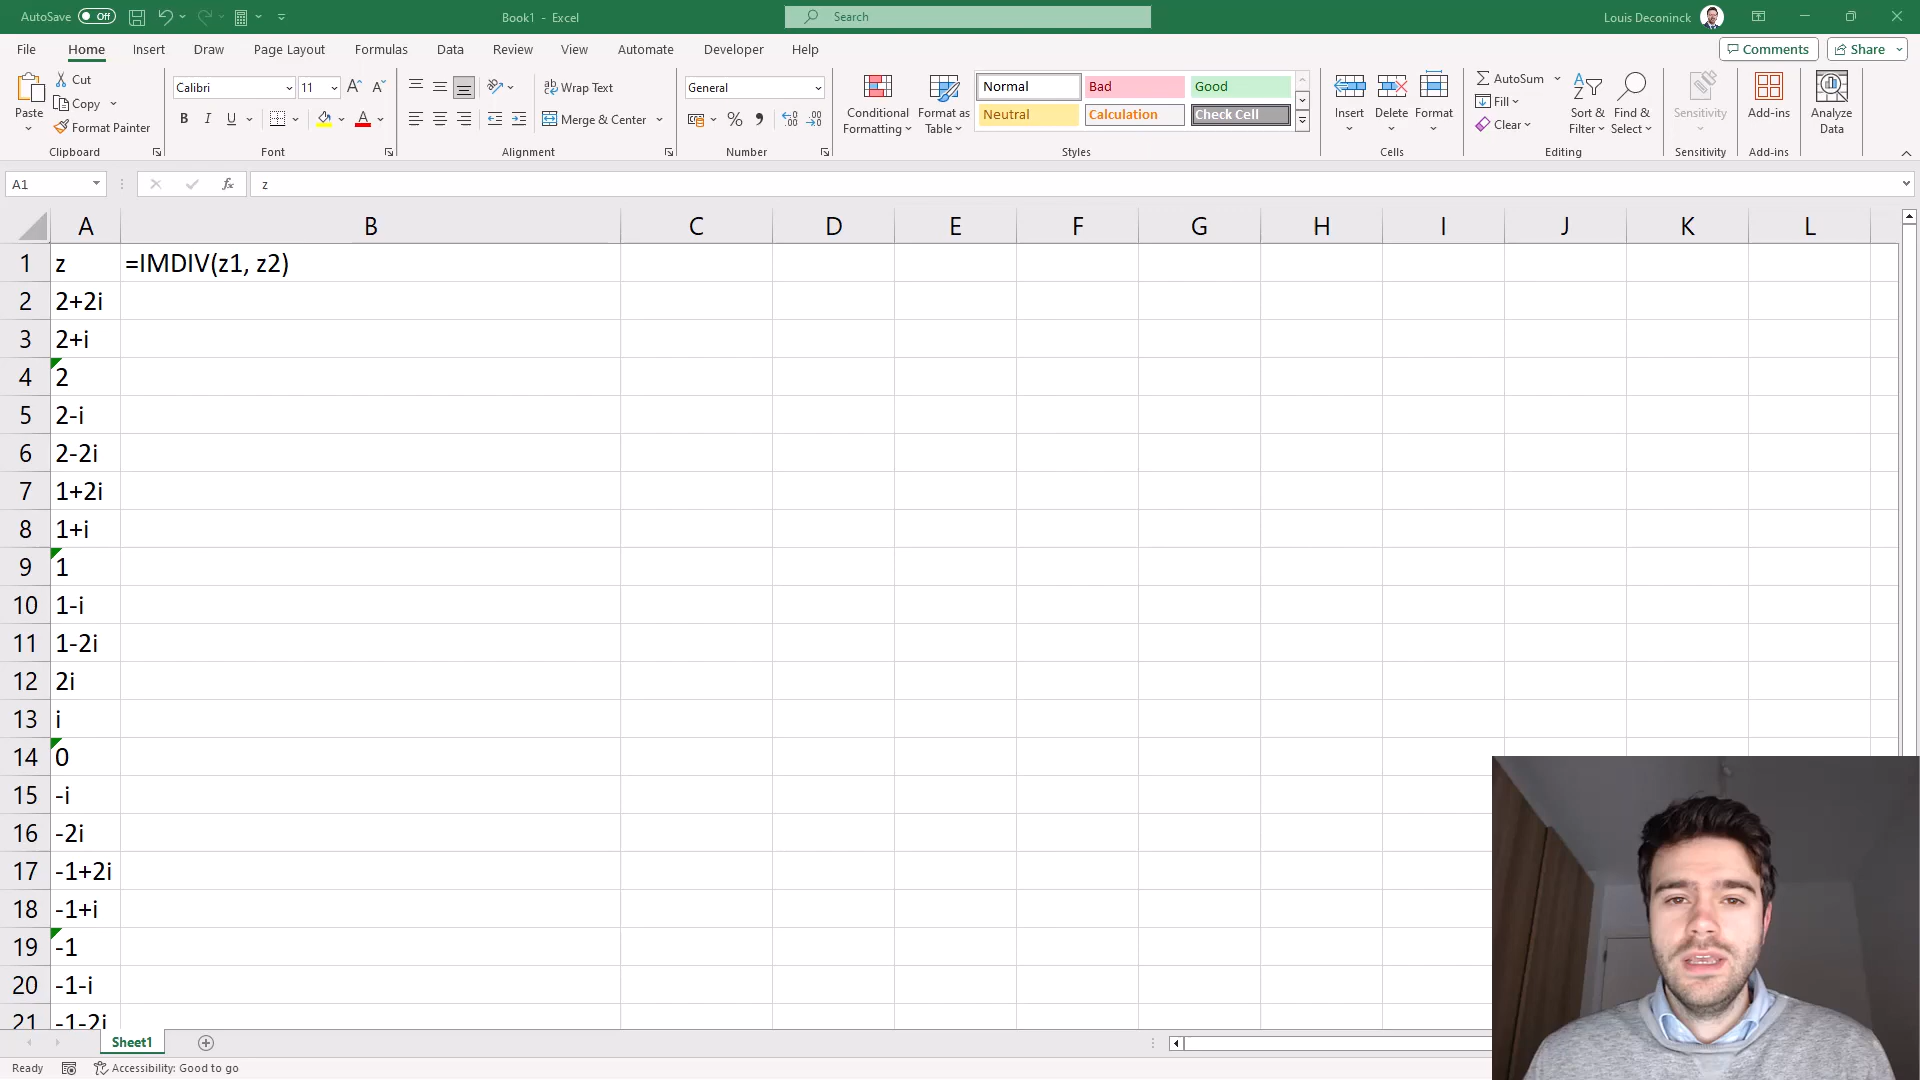 AutoSave Off Book1 - Excel Search Louis Deconinck
File Home Insert Draw Page Layout Formulas Data Review View Automate Developer Help Comments Share
Paste
Cut
Copy
Format Painter
Clipboard
Calibri 11
B I U A
Font
Wrap Text
Merge & Center
Alignment
General
%
Number
Conditional
Formatting
Format as
Table
Normal Bad Good
Neutral Calculation Check Cell
Styles
Insert Delete Format
Cells
AutoSum
Fill
Clear
Sort &
Filter
Find &
Select
Editing
Sensitivity
Sensitivity
Add-ins
Add-ins
Analyze
Data
A1 fx z
A B C D E F G H I J K L
1 z =IMDIV(z1, z2)
2 2+2i
3 2+i
4 2
5 2-i
6 2-2i
7 1+2i
8 1+i
9 1
10 1-i
11 1-2i
12 2i
13 i
14 0
15 -i
16 -2i
17 -1+2i
18 -1+i
19 -1
20 -1-i
21 -1-2i
Sheet1
Ready Accessibility: Good to go